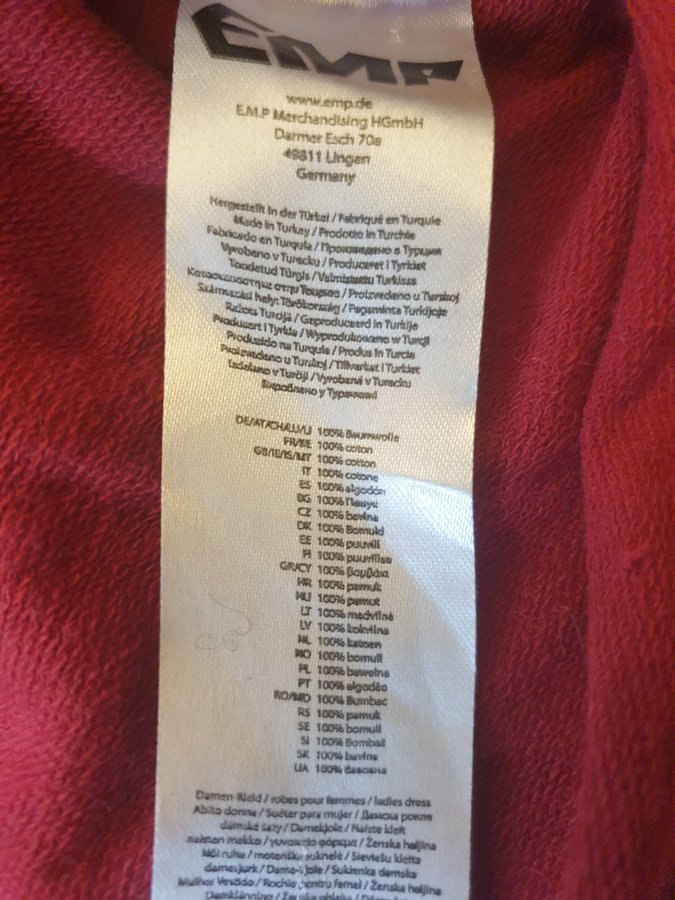 EMP
www.emp.de
E.M.P Merchandising HGmbH
Darmer Esch 70a
49811 Lingen
Germany
Hergestellt in der Türkei / Fabriqué en Turquie
Made in Turkey / Prodotto in Turchia
Fabricado en Turquía / Произведено в Турция
Vyrobeno v Turecku / Produceret i Tyrkiet
Toodetud Türgis / Valmistettu Turkissa
Κατασκευάστηκε στην Τουρκία / Proizvedeno u Turskoj
Származási hely: Törökország / Pagaminta Turkijoje
Ražots Turcijā / Geproduceerd in Turkije
Produsert i Tyrkia / Wyprodukowano w Turcji
Produzido na Turquia / Produs in Turcia
Proizvedeno u Turskoj / Tillverkat i Turkiet
Izdelano v Turčiji / Vyrobené v Turecku
Вироблено у Туреччині
DE/AT/CH/LU/LI 100% Baumwolle
FR/BE 100% coton
GB/IE/IS/MT 100% cotton
IT 100% cotone
ES 100% algodón
BG 100% Памук
CZ 100% bavlna
DK 100% Bomuld
EE 100% puuvill
FI 100% puuvillaa
GR/CY 100% βαμβάκι
HR 100% pamuk
HU 100% pamut
LT 100% medvilnė
LV 100% kokvilna
NL 100% katoen
NO 100% bomull
PL 100% bawełna
PT 100% algodão
RO/MD 100% Bumbac
RS 100% pamuk
SE 100% bomull
SI 100% Bombaž
SK 100% bavlna
UA 100% бавовна
Damen-Kleid / robes pour femmes / ladies dress
Abito donna / Suéter para mujer / Дамска рокля
dámské šaty / Damekjole / Naiste kleit
naisten mekko / γυναικείο φόρεμα / Ženska haljina
Női ruha / moteriška suknelė / Sieviešu kleita
damesjurk / Dame-kjole / Sukienka damska
Mulher Vestido / Rochie pentru femei / Ženska haljina
Damklänning / Ženska obleka /